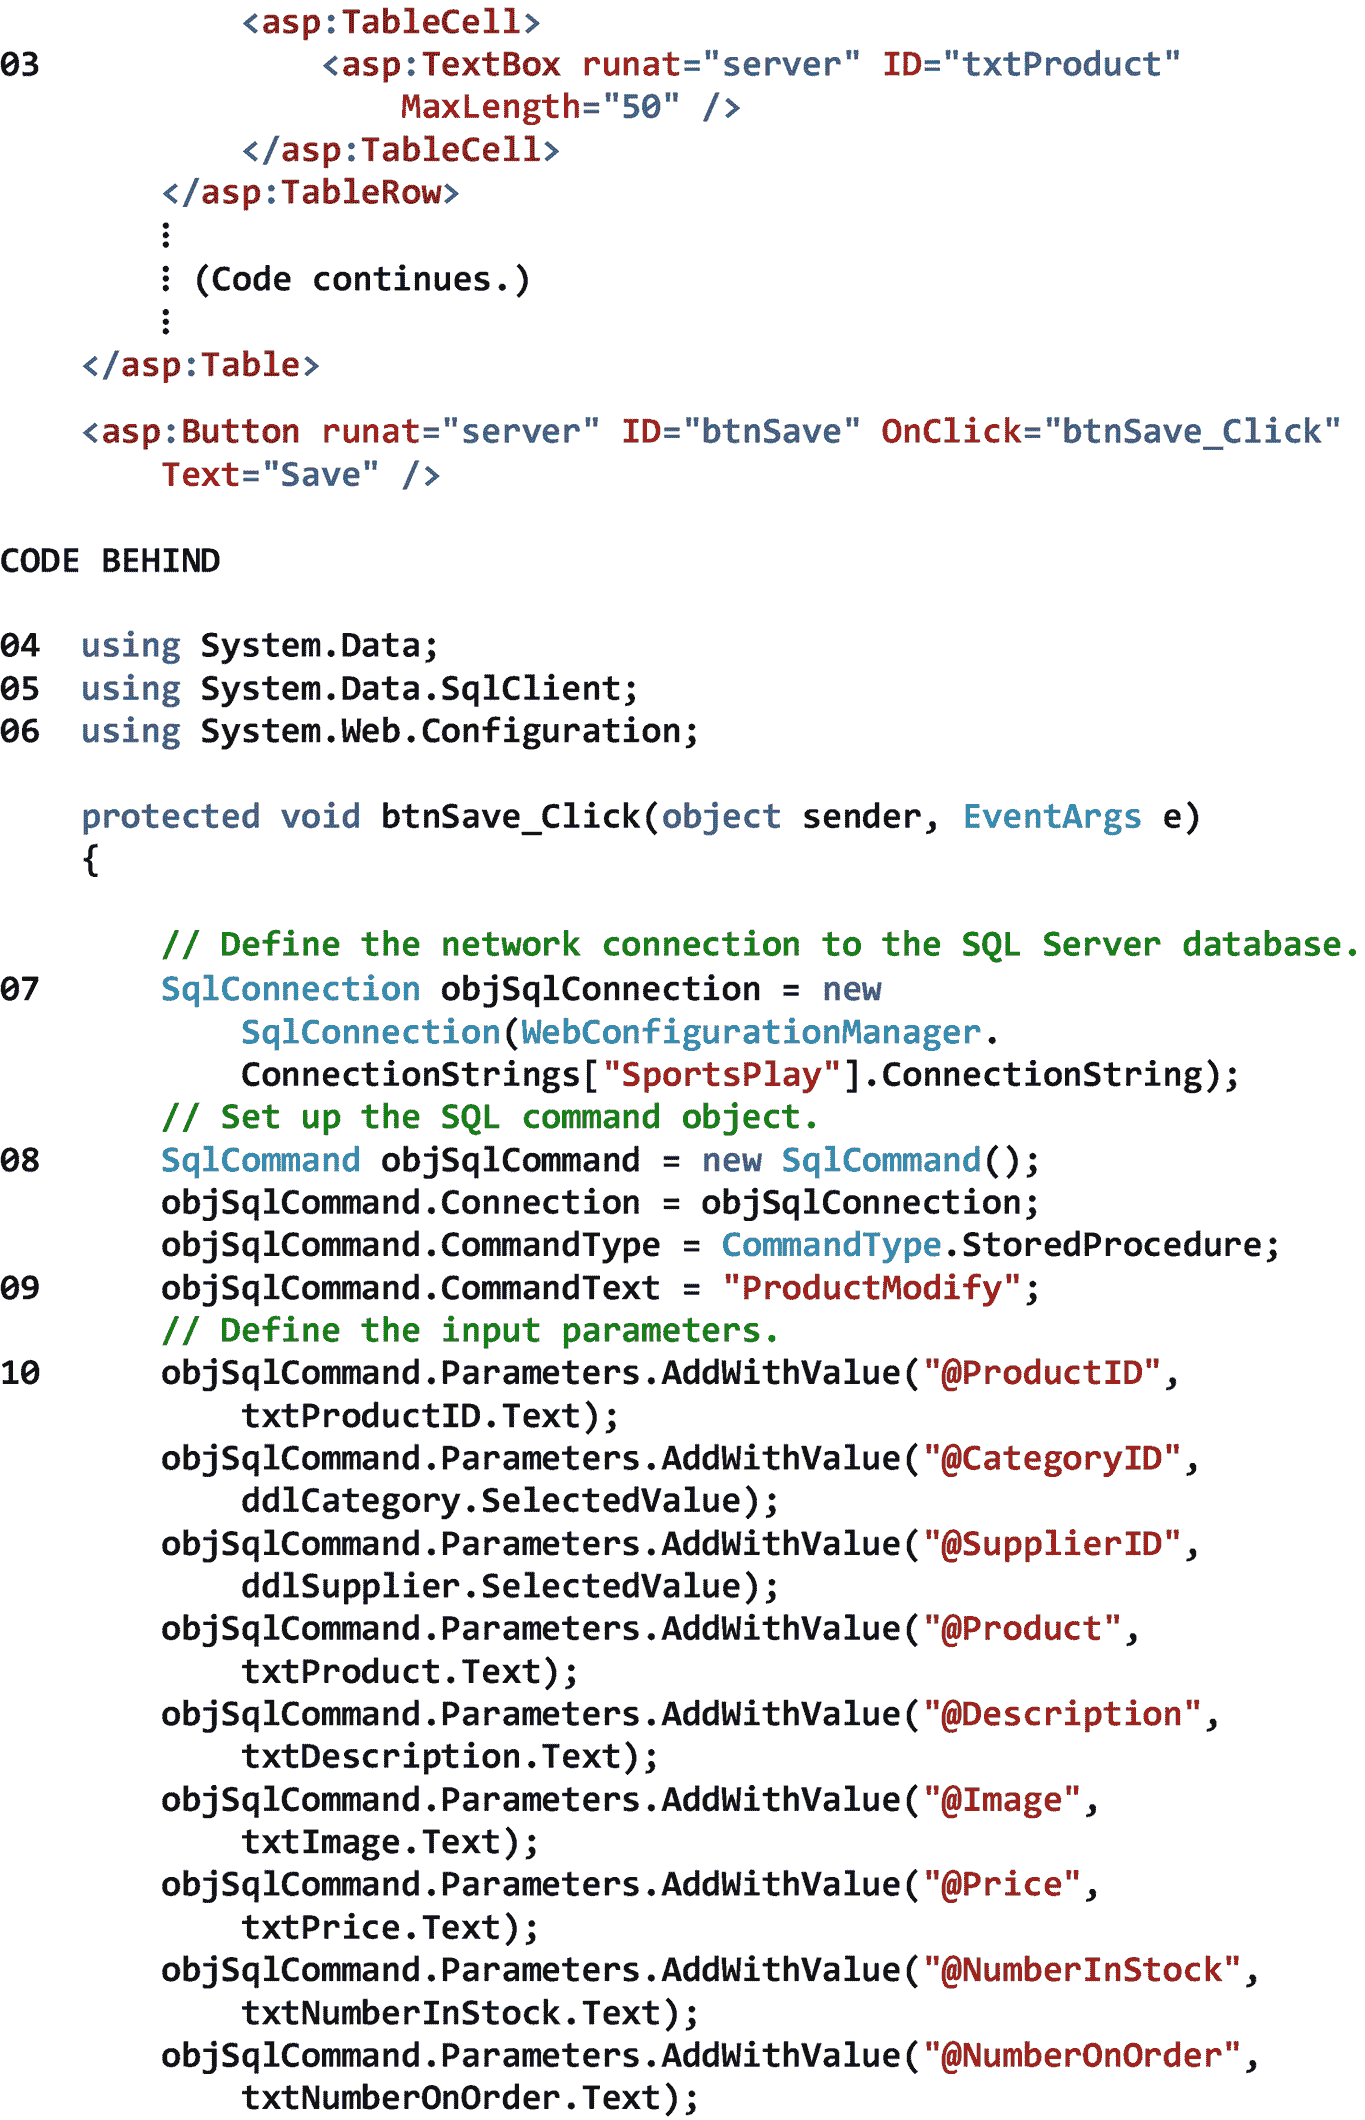 <asp:TableCell>
03 <asp:TextBox runat="server" ID="txtProduct"
MaxLength="50" />
</asp:TableCell>
</asp:TableRow>
⋮
⋮ (Code continues.)
⋮
</asp:Table>
<asp:Button runat="server" ID="btnSave" OnClick="btnSave_Click"
Text="Save" />
CODE BEHIND
04 using System.Data;
05 using System.Data.SqlClient;
06 using System.Web.Configuration;
protected void btnSave_Click(object sender, EventArgs e)
{
// Define the network connection to the SQL Server database.
07 SqlConnection objSqlConnection = new
SqlConnection(WebConfigurationManager.
ConnectionStrings["SportsPlay"].ConnectionString);
// Set up the SQL command object.
08 SqlCommand objSqlCommand = new SqlCommand();
objSqlCommand.Connection = objSqlConnection;
objSqlCommand.CommandType = CommandType.StoredProcedure;
09 objSqlCommand.CommandText = "ProductModify";
// Define the input parameters.
10 objSqlCommand.Parameters.AddWithValue("@ProductID",
txtProductID.Text);
objSqlCommand.Parameters.AddWithValue("@CategoryID",
ddlCategory.SelectedValue);
objSqlCommand.Parameters.AddWithValue("@SupplierID",
ddlSupplier.SelectedValue);
objSqlCommand.Parameters.AddWithValue("@Product",
txtProduct.Text);
objSqlCommand.Parameters.AddWithValue("@Description",
txtDescription.Text);
objSqlCommand.Parameters.AddWithValue("@Image",
txtImage.Text);
objSqlCommand.Parameters.AddWithValue("@Price",
txtPrice.Text);
objSqlCommand.Parameters.AddWithValue("@NumberInStock",
txtNumberInStock.Text);
objSqlCommand.Parameters.AddWithValue("@NumberOnOrder",
txtNumberOnOrder.Text);